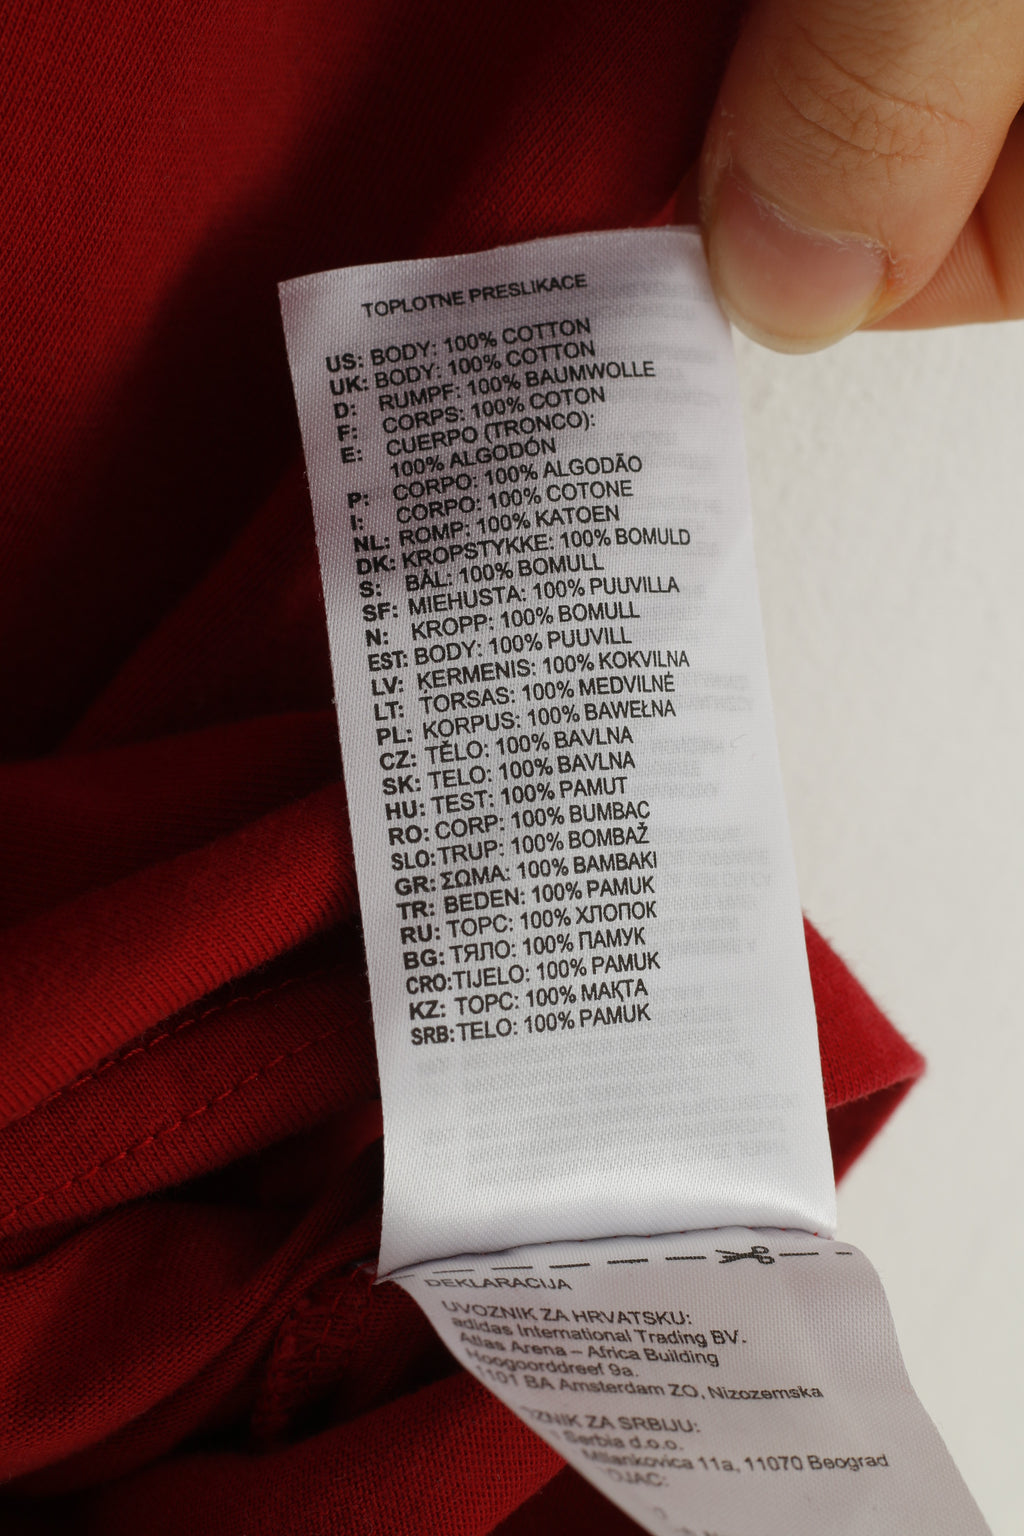 TOPLOTNE PRESLIKACE
US: BODY: 100% COTTON
UK: BODY: 100% COTTON
D: RUMPF: 100% BAUMWOLLE
F: CORPS: 100% COTON
E: CUERPO (TRONCO):
100% ALGODÓN
P: CORPO: 100% ALGODÃO
I: CORPO: 100% COTONE
NL: ROMP: 100% KATOEN
DK: KROPSTYKKE: 100% BOMULD
S: BÅL: 100% BOMULL
SF: MIEHUSTA: 100% PUUVILLA
N: KROPP: 100% BOMULL
EST: BODY: 100% PUUVILL
LV: ĶERMENIS: 100% KOKVILNA
LT: TORSAS: 100% MEDVILNĖ
PL: KORPUS: 100% BAWEŁNA
CZ: TĚLO: 100% BAVLNA
SK: TELO: 100% BAVLNA
HU: TEST: 100% PAMUT
RO: CORP: 100% BUMBAC
SLO: TRUP: 100% BOMBAŽ
GR: ΣΩΜΑ: 100% ΒΑΜΒΑΚΙ
TR: BEDEN: 100% PAMUK
RU: ТОРС: 100% ХЛОПОК
BG: ТЯЛО: 100% ПАМУК
CRO: TIJELO: 100% PAMUK
KZ: ТОРС: 100% МАҚТА
SRB: TELO: 100% PAMUK
DEKLARACIJA
UVOZNIK ZA HRVATSKU:
adidas International Trading BV.
Atlas Arena – Africa Building
Hoogoorddreef 9a.
1101 BA Amsterdam ZO, Nizozemska
ZA SRBIJU:
Serbia d.o.o.
Milankovica 11a, 11070 Beograd